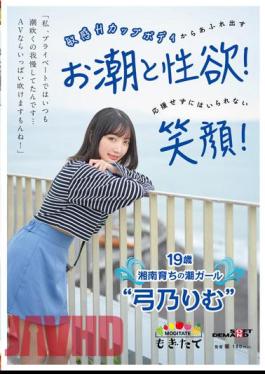 敏感Hカップボディからあふれ出す
お潮と性欲!
応援せずにはいられない
笑顔!
「私、プライベートではいつも
潮吹くの我慢してたんです…
AVならいっぱい吹けますもんね!」
19歳
湘南育ちの潮ガール
“弓乃りむ”
MOGITATE
もぎたて